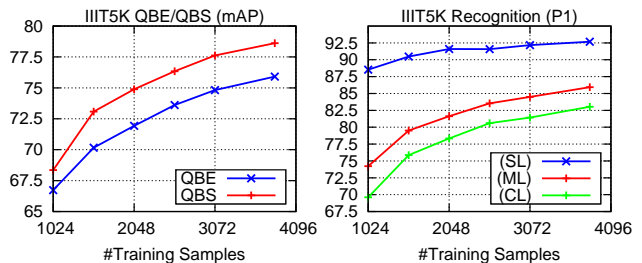 IIIT5K QBE/QBS (mAP)
80
77.5
75
72.5
70
67.5
65
1024
2048
3072
4096
QBE
QBS
#Training Samples
IIIT5K Recognition (P1)
92.5
90
87.5
85
82.5
80
77.5
75
72.5
70
67.5
1024
2048
3072
4096
(SL)
(ML)
(CL)
#Training Samples